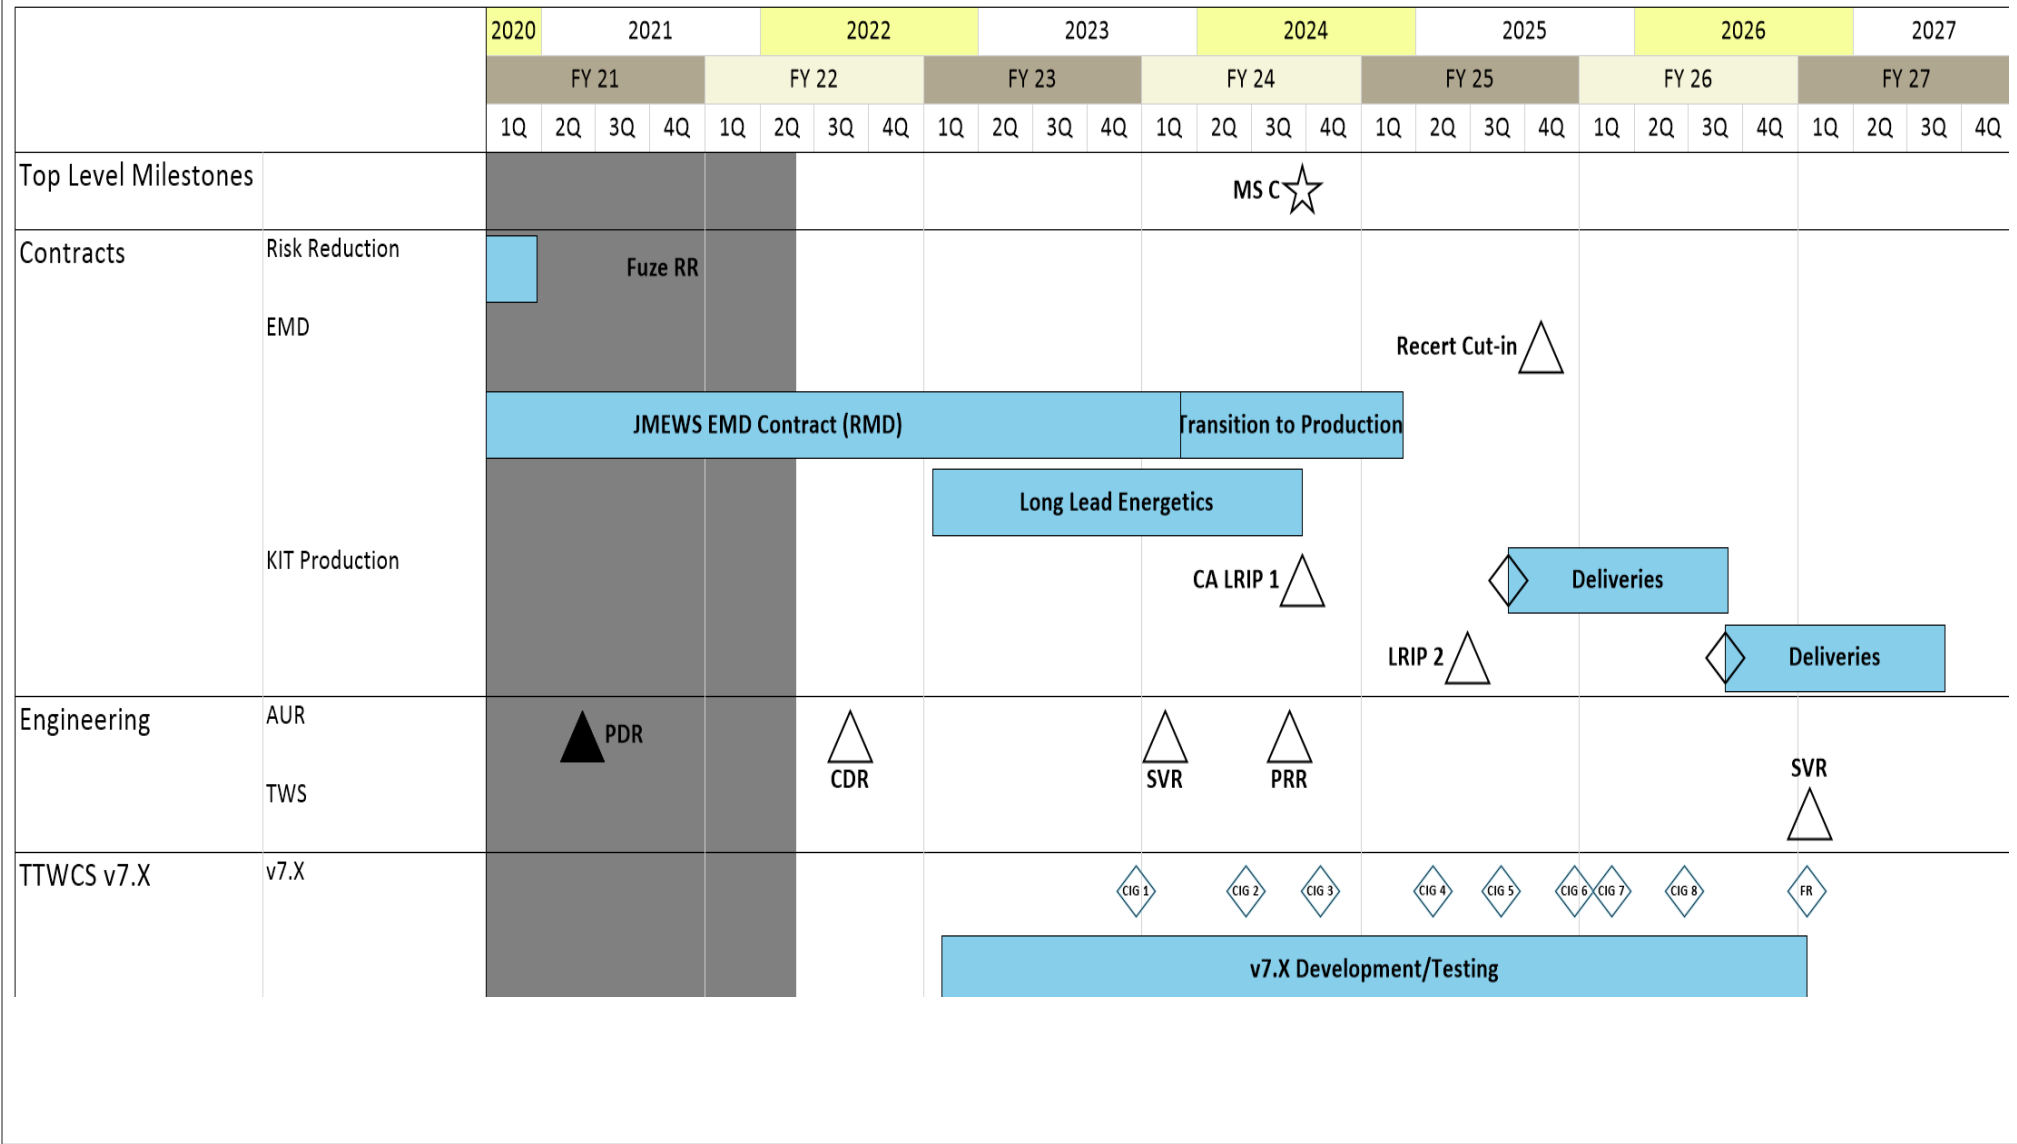 2020 2021 2022 2023 2024 2025 2026 2027
FY 21 FY 22 FY 23 FY 24 FY 25 FY 26 FY 27
1Q 2Q 3Q 4Q 1Q 2Q 3Q 4Q 1Q 2Q 3Q 4Q 1Q 2Q 3Q 4Q 1Q 2Q 3Q 4Q 1Q 2Q 3Q 4Q 1Q 2Q 3Q 4Q
Top Level Milestones
MS C
Contracts
Risk Reduction
Fuze RR
EMD
Recert Cut-in
JMEWS EMD Contract (RMD)
Transition to Production
Long Lead Energetics
KIT Production
CA LRIP 1
Deliveries
LRIP 2
Deliveries
Engineering
AUR
PDR
CDR
SVR
PRR
TWS
SVR
TTWCS v7.X
v7.X
CIG 1 CIG 2 CIG 3 CIG 4 CIG 5 CIG 6 CIG 7 CIG 8 FR
v7.X Development/Testing